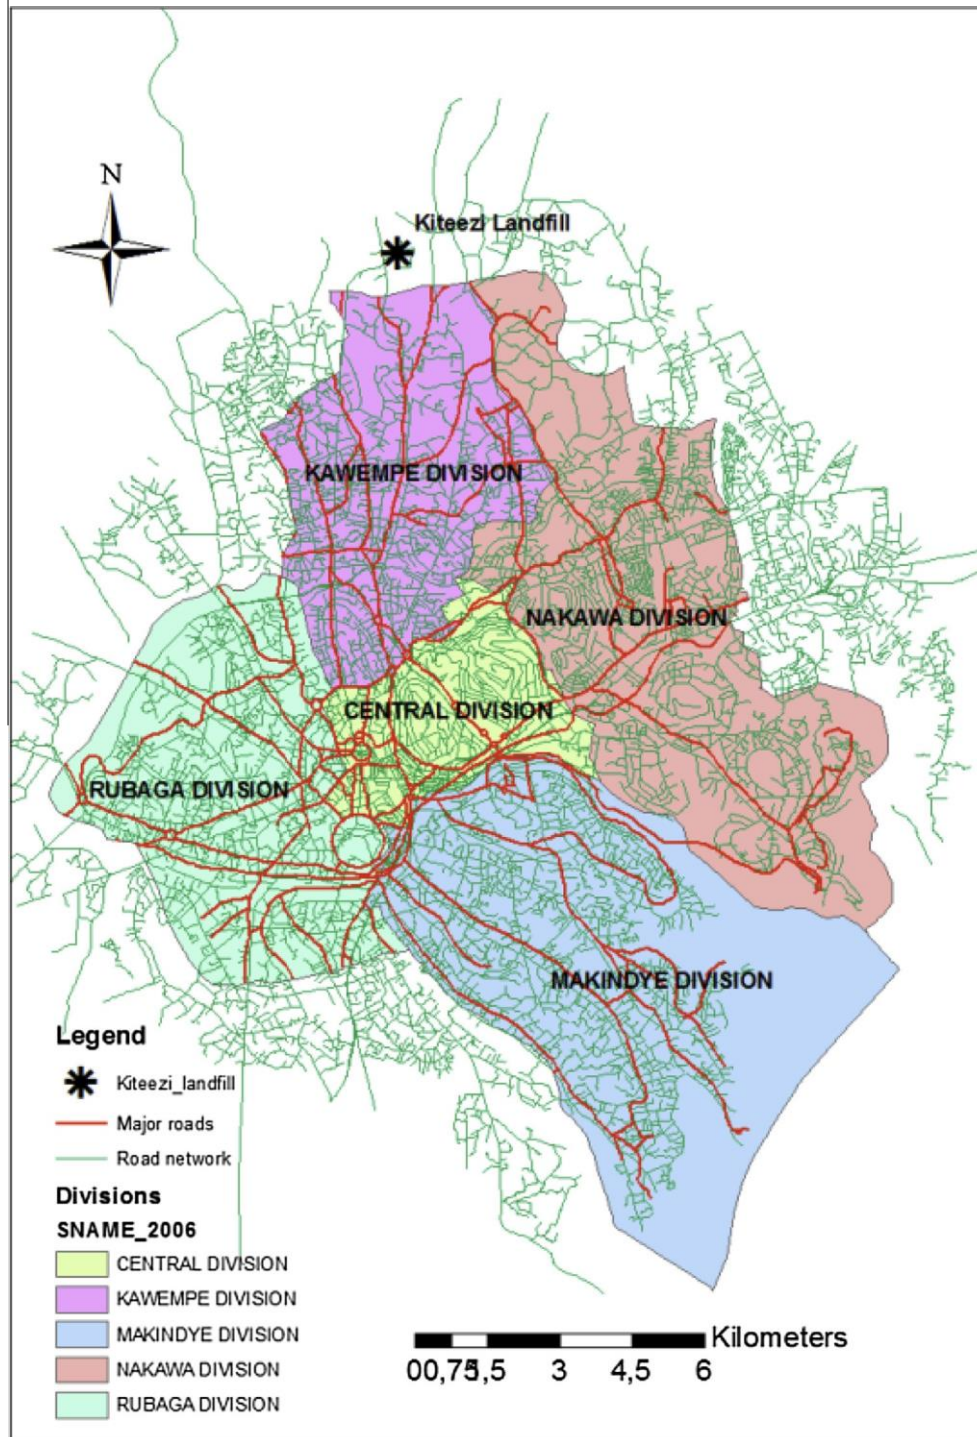 N
Kiteezi Landfill
KAWEMPE DIVISION
NAKAWA DIVISION
CENTRAL DIVISION
RUBAGA DIVISION
MAKINDYE DIVISION
Legend
Kiteezi_landfill
Major roads
Road network
Divisions
SNAME_2006
CENTRAL DIVISION
KAWEMPE DIVISION
MAKINDYE DIVISION
NAKAWA DIVISION
RUBAGA DIVISION
Kilometers
3 4,5 6